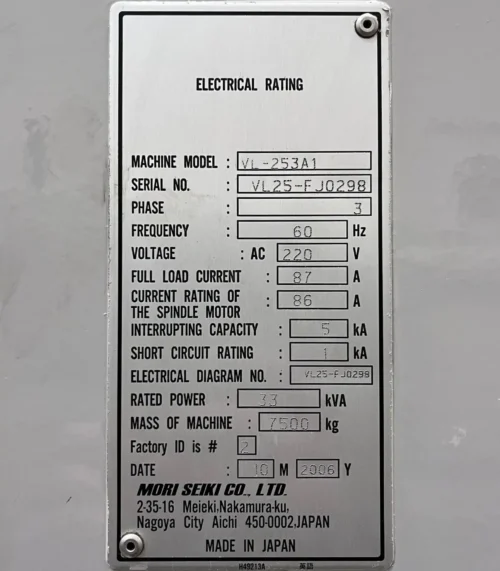 ELECTRICAL RATING
MACHINE MODEL : VL-253A1
SERIAL NO. : VL25-FJ0298
PHASE : 3
FREQUENCY : 60 Hz
VOLTAGE : AC 220 V
FULL LOAD CURRENT : 87 A
CURRENT RATING OF
THE SPINDLE MOTOR : 86 A
INTERRUPTING CAPACITY : 5 kA
SHORT CIRCUIT RATING : 1 kA
ELECTRICAL DIAGRAM NO. : VL25-FJ0298
RATED POWER : 33 kVA
MASS OF MACHINE : 7500 kg
Factory ID is # 2
DATE : 10 M 2006 Y
MORI SEIKI CO., LTD.
2-35-16 Meieki,Nakamura-ku,
Nagoya City Aichi 450-0002,JAPAN
MADE IN JAPAN
H49213A 英語